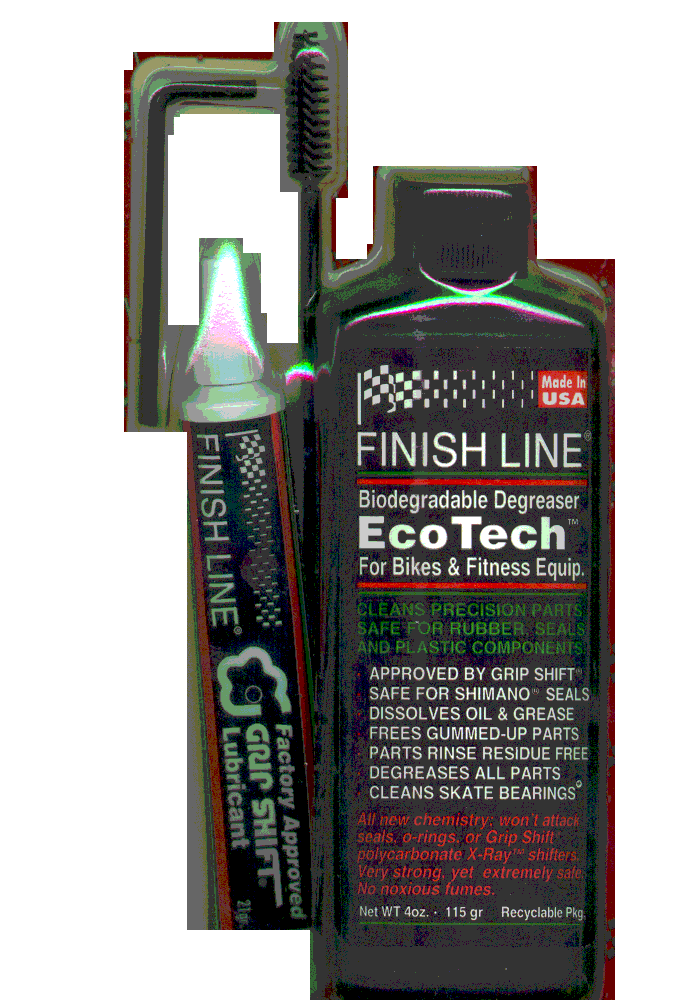 Made In
USA
FINISH LINE®
Biodegradable Degreaser
EcoTech™
For Bikes & Fitness Equip.
CLEANS PRECISION PARTS
SAFE FOR RUBBER, SEALS
AND PLASTIC COMPONENTS
APPROVED BY GRIP SHIFT™
SAFE FOR SHIMANO™ SEALS
DISSOLVES OIL & GREASE
FREES GUMMED-UP PARTS
PARTS RINSE RESIDUE FREE
DEGREASES ALL PARTS
CLEANS SKATE BEARINGS
All new chemistry; won't attack
seals, o-rings, or Grip Shift
polycarbonate X-Ray™ shifters.
Very strong, yet extremely safe.
No noxious fumes.
Net WT 4oz. · 115 gr Recyclable Pkg.
FINISH LINE®
Factory Approved
GRIP SHIFT
Lubricant
21gr.